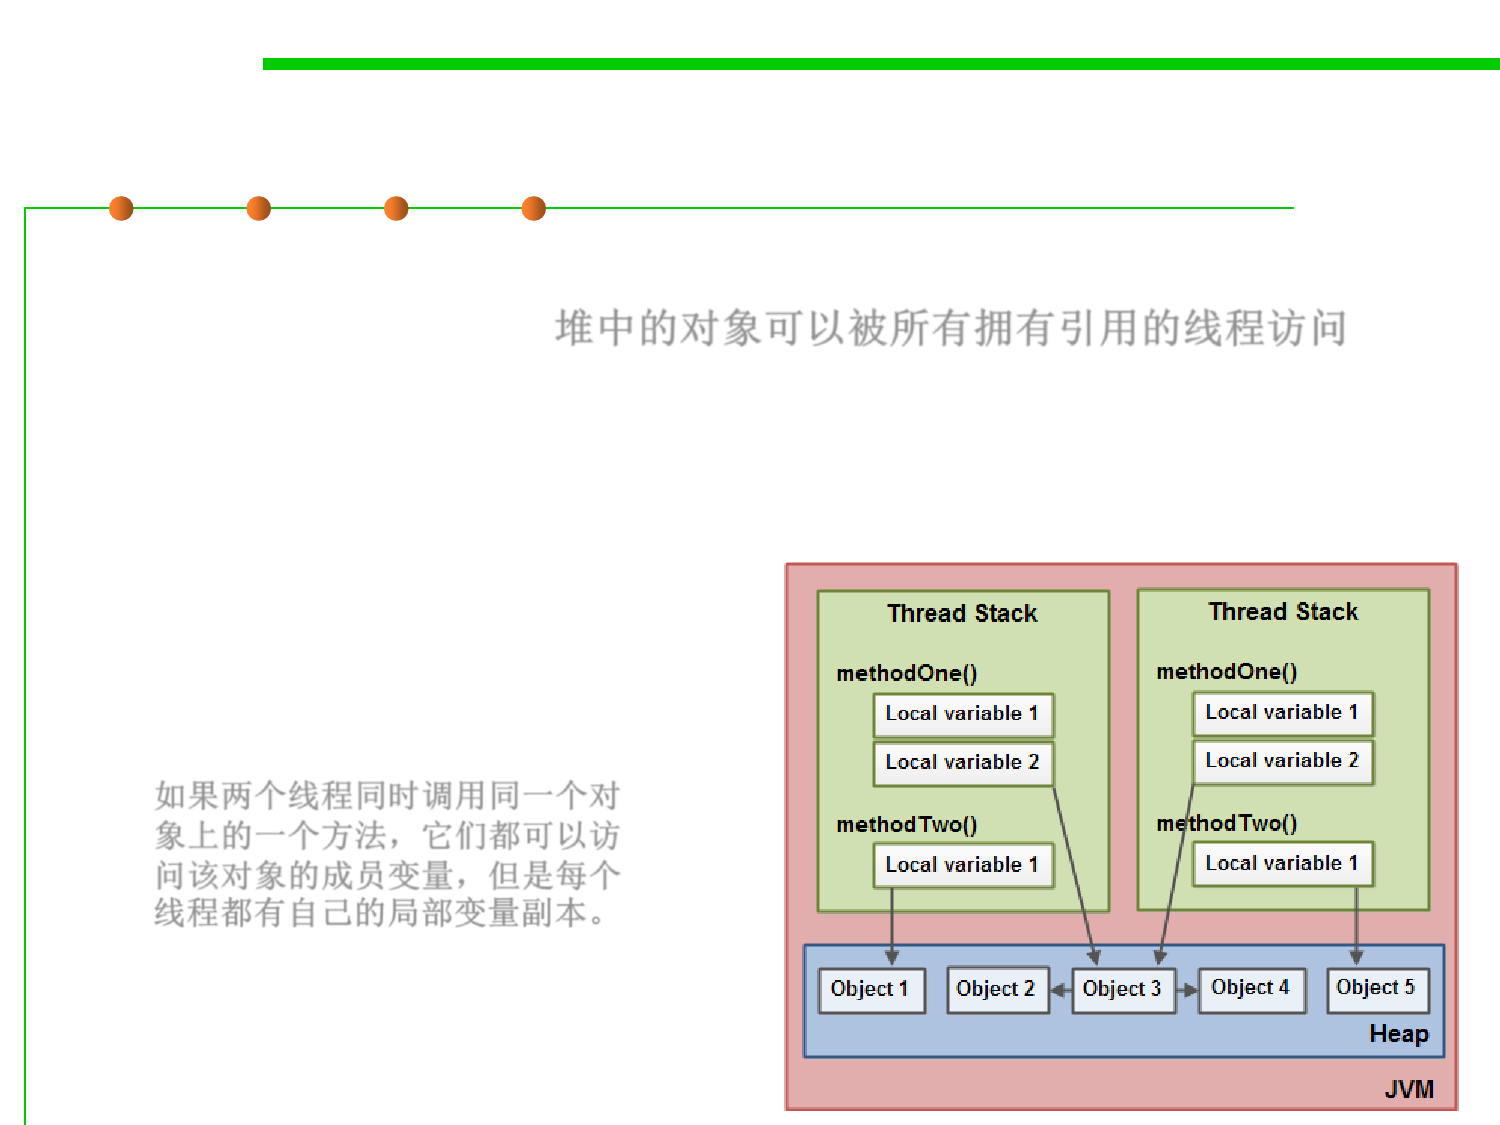 堆中的对象可以被所有拥有引用的线程访问
如果两个线程同时调用同一个对
象上的一个方法，它们都可以访
问该对象的成员变量，但是每个
线程都有自己的局部变量副本。
Thread Stack
methodOne()
Local variable 1
Local variable 2
methodTwo()
Local variable 1
Thread Stack
methodOne()
Local variable 1
Local variable 2
methodTwo()
Local variable 1
Object 1
Object 2
Object 3
Object 4
Object 5
Heap
JVM